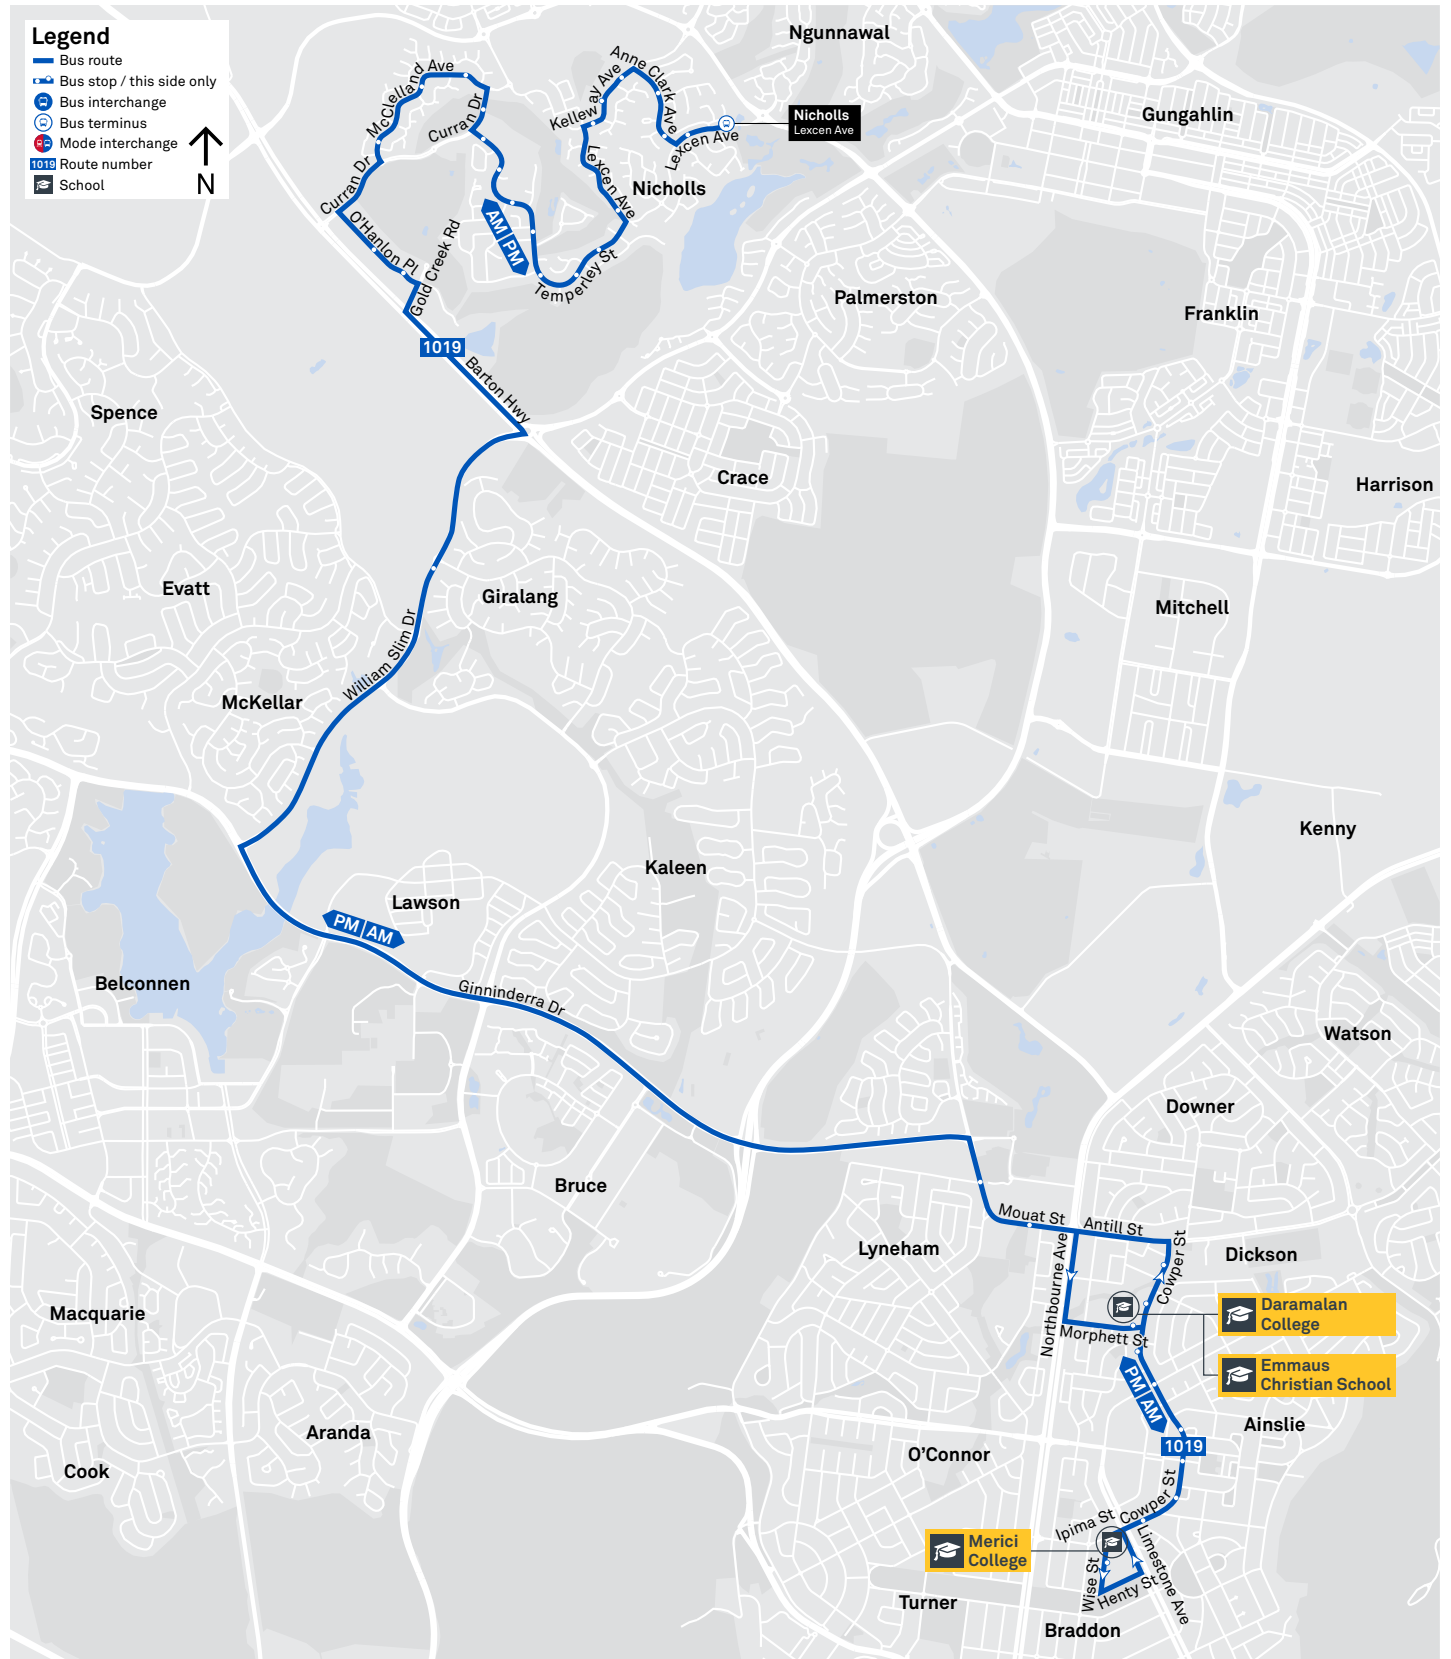 Legend
Bus route
Bus stop / this side only
Bus interchange
Bus terminus
Mode interchange
1019 Route number
School
N
Ngunnawal
Gungahlin
Nicholls
Lexcen Ave
McClelland Ave
Curran Dr
Curran Dr
O'Hanlon Pl
Gold Creek Rd
AM PM
Anne Clark Ave
Kelleway Ave
Lexcen Ave
Lexcen Ave
Nicholls
Temperley St
Palmerston
Franklin
1019
Barton Hwy
Spence
Crace
Harrison
Evatt
Giralang
Mitchell
William Slim Dr
McKellar
Kenny
Kaleen
Lawson
PM AM
Belconnen
Ginninderra Dr
Watson
Downer
Bruce
Mouat St
Antill St
Lyneham
Northbourne Ave
Cowper St
Dickson
Macquarie
Daramalan
College
Morphett St
Emmaus
Christian School
PM AM
Ainslie
Aranda
1019
O'Connor
Cook
Cowper St
Ipima St
Merici
College
Limestone Ave
Wise St
Henty St
Turner
Braddon